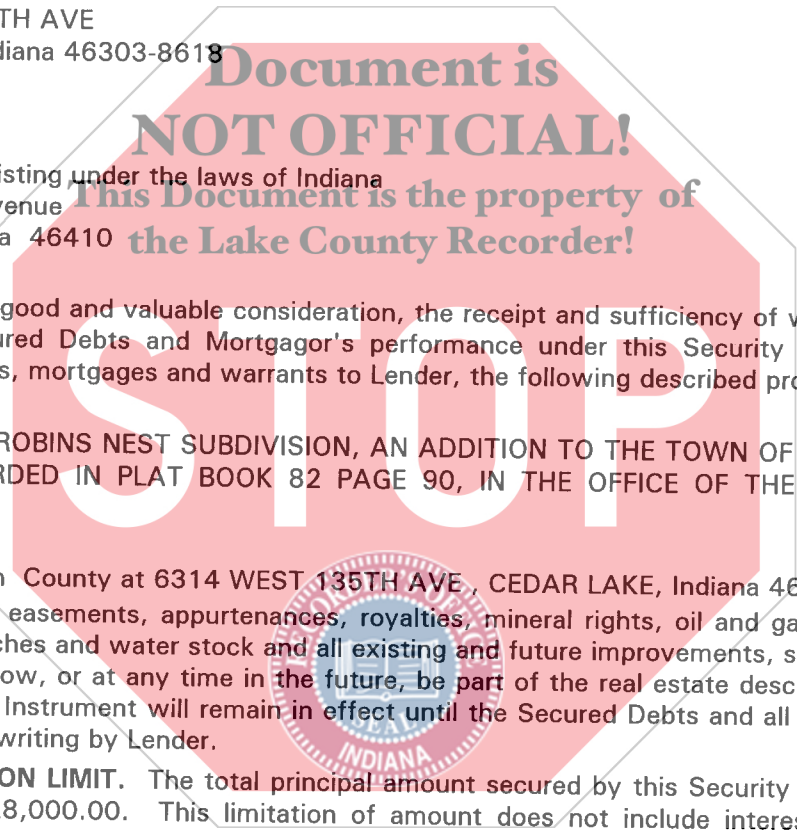 TH AVE
diana 46303-8618
Document is
NOT OFFICIAL!
isting under the laws of Indiana
venue This Document is the property of
a 46410 the Lake County Recorder!
good and valuable consideration, the receipt and sufficiency of
ured Debts and Mortgagor's performance under this Security
s, mortgages and warrants to Lender, the following described pro
STOP
ROBINS NEST SUBDIVISION, AN ADDITION TO THE TOWN OF
RDED IN PLAT BOOK 82 PAGE 90, IN THE OFFICE OF THE
County at 6314 WEST 135TH AVE , CEDAR LAKE, Indiana 46
easements, appurtenances, royalties, mineral rights, oil and ga
ches and water stock and all existing and future improvements, s
ow, or at any time in the future, be part of the real estate desc
Instrument will remain in effect until the Secured Debts and all
writing by Lender.
RECORDER'S OFFICE
SEAL
INDIANA
ON LIMIT. The total principal amount secured by this Security
8,000.00. This limitation of amount does not include interes